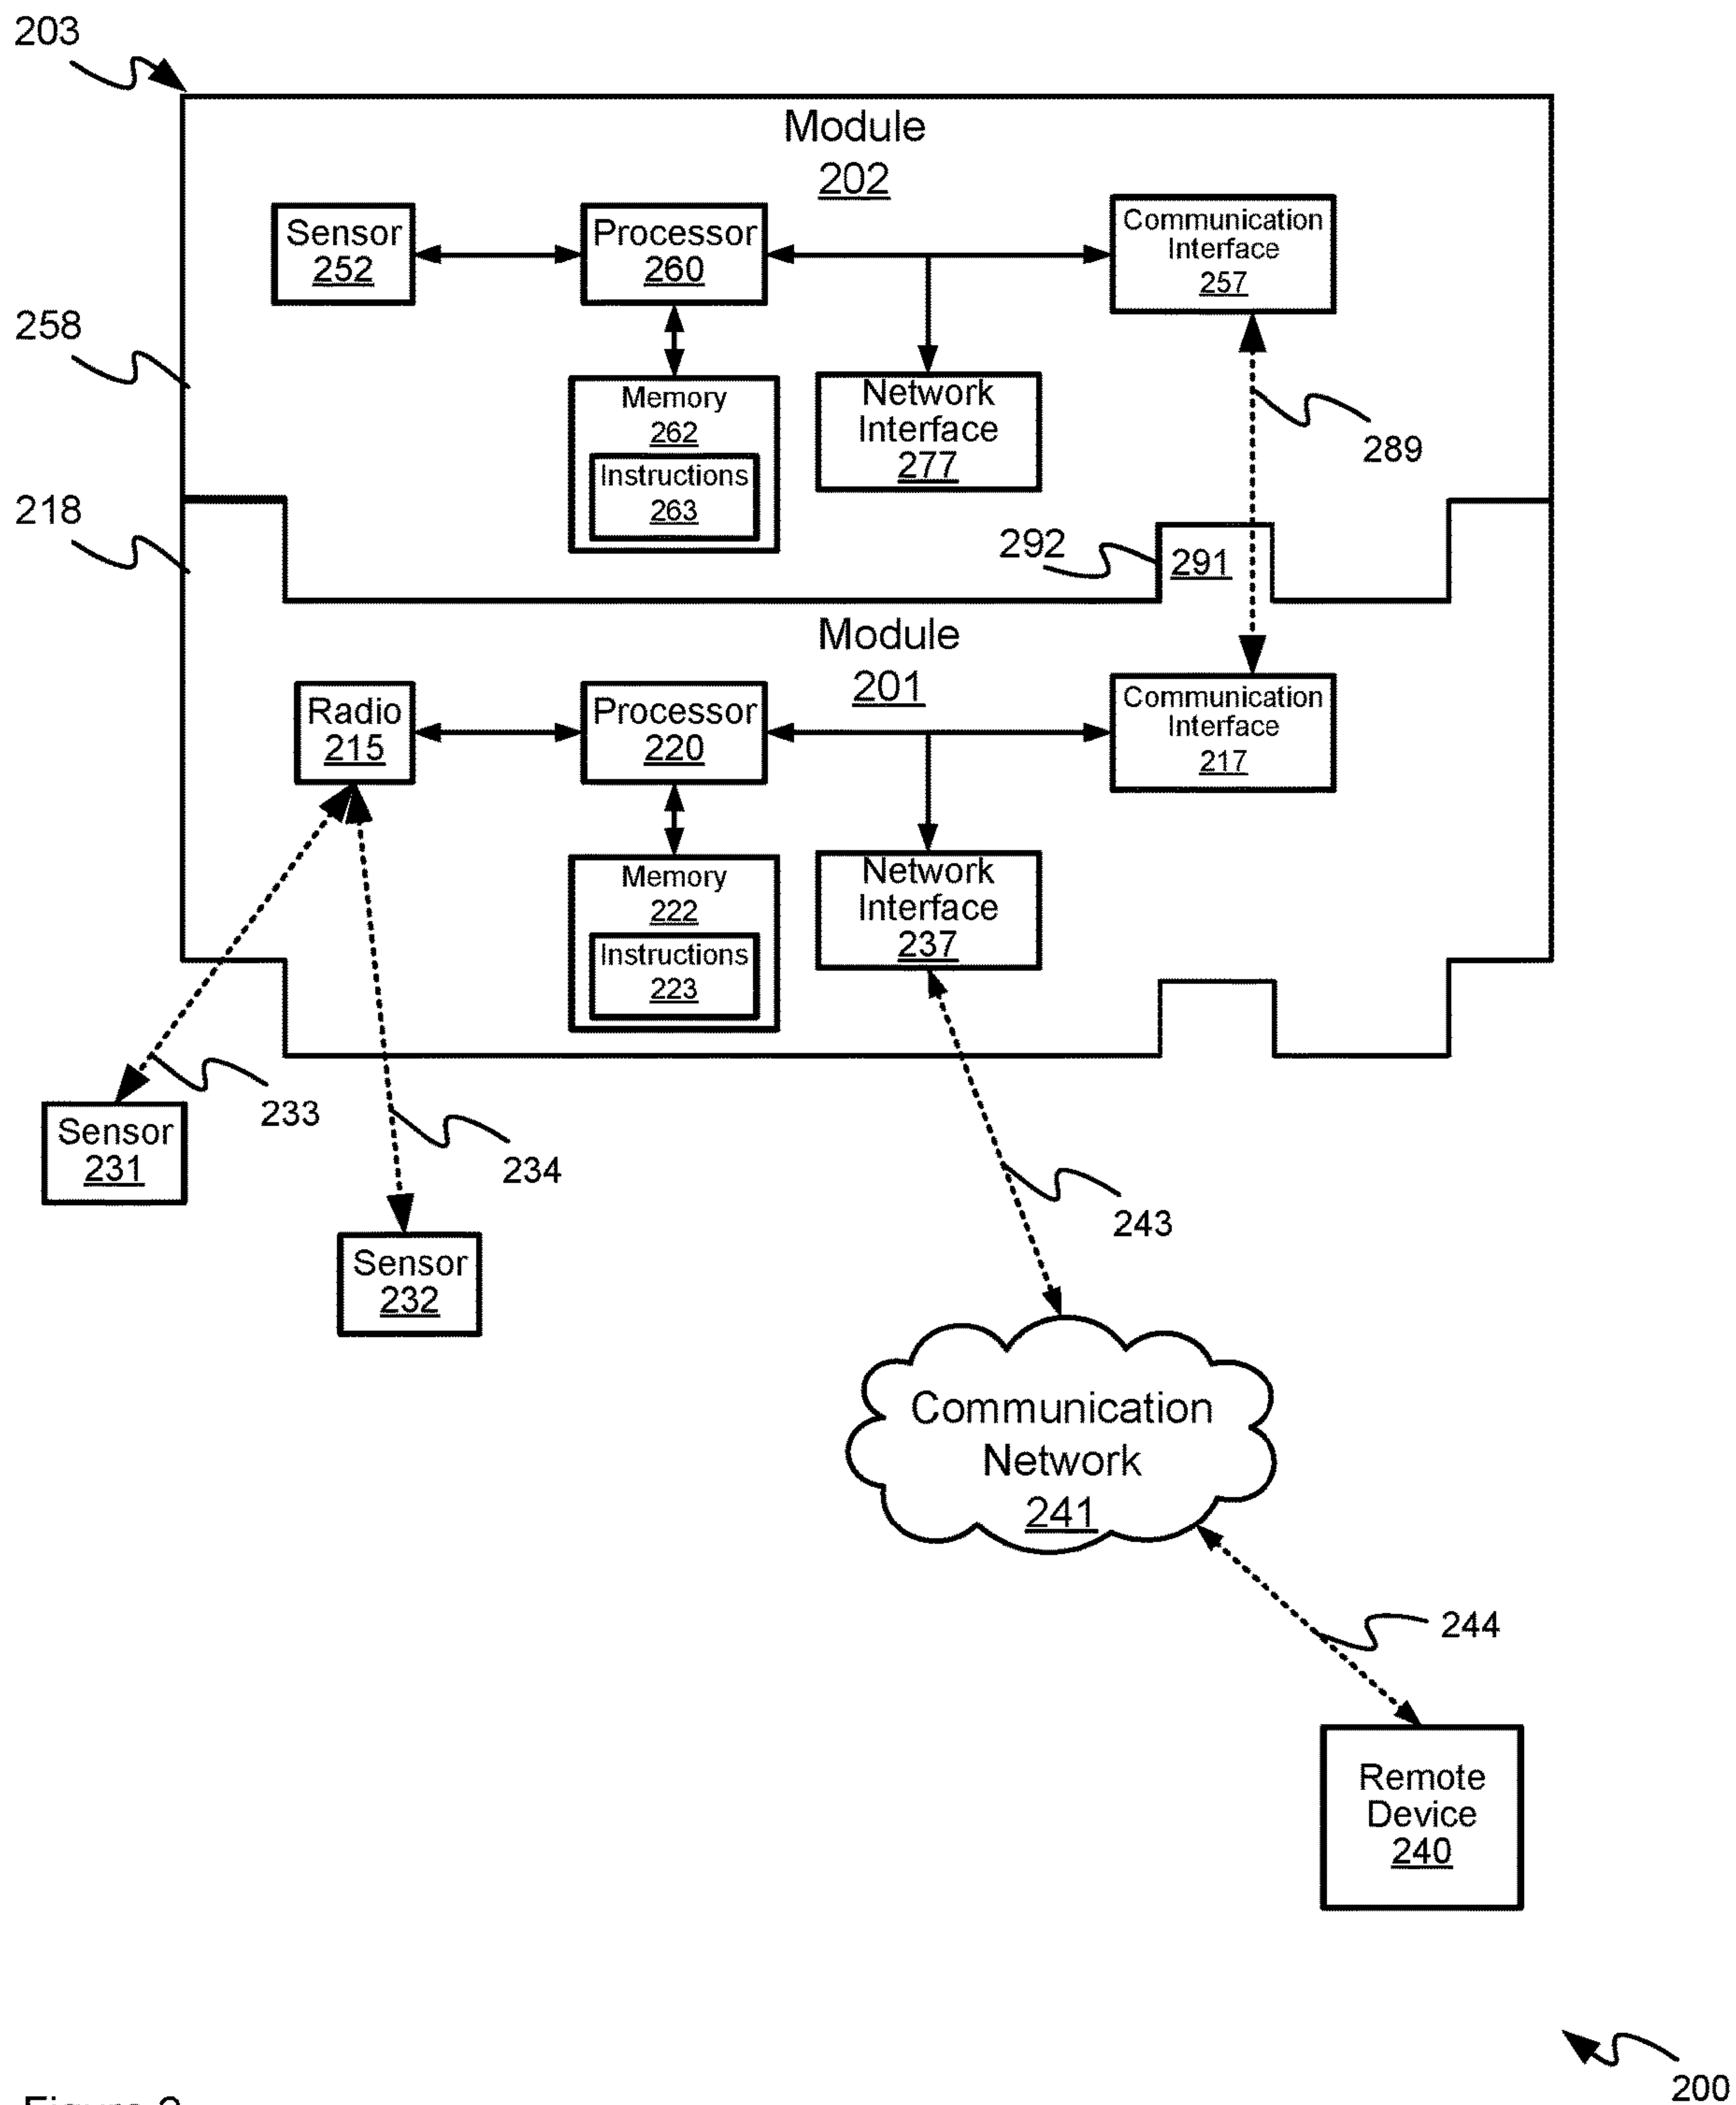 203
Module
202
Sensor
252
Processor
260
Communication
Interface
257
258
Memory
262
Instructions
263
Network
Interface
277
289
218
292
291
Module
201
Radio
215
Processor
220
Communication
Interface
217
Memory
222
Instructions
223
Network
Interface
237
233
Sensor
231
234
243
Sensor
232
Communication
Network
241
244
Remote
Device
240
200